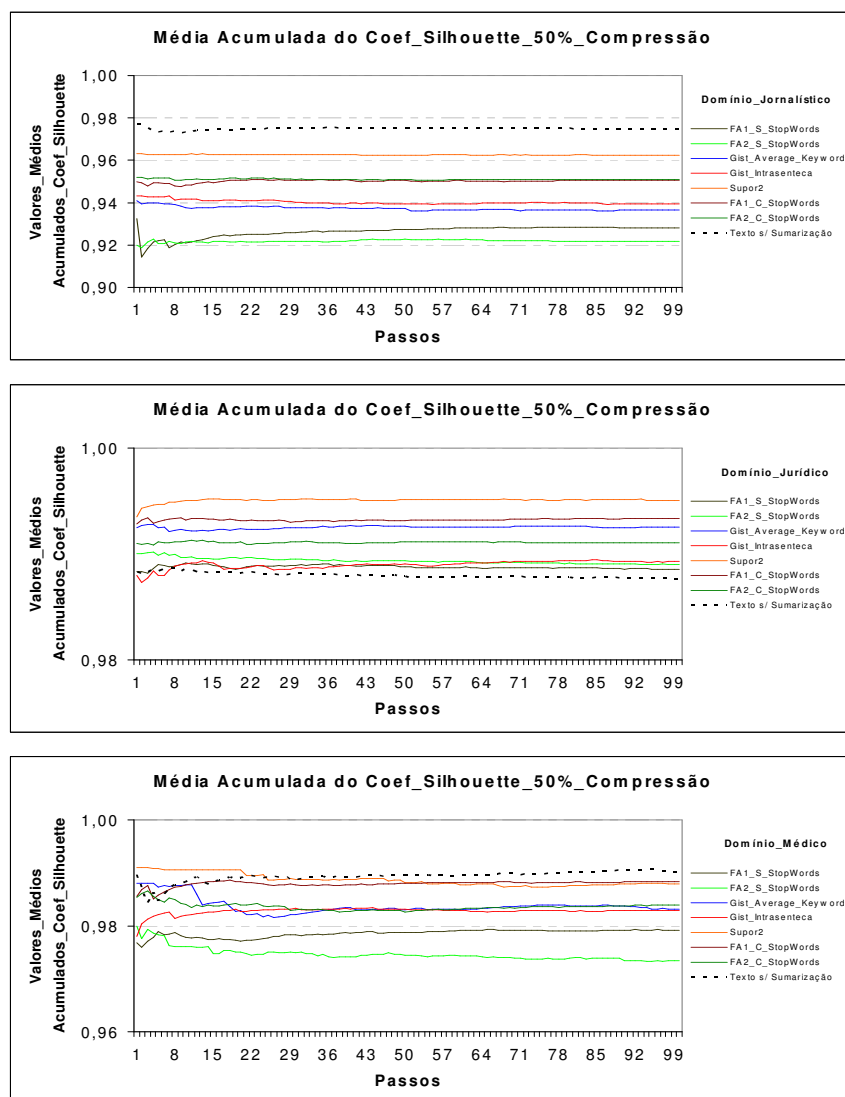 Média Acumulada do Coef_Silhouette_50%_Compressão
Valores_Médios
Acumulados_Coef_Silhouette
1,00
0,98
0,96
0,94
0,92
0,90
1 8 15 22 29 36 43 50 57 64 71 78 85 92 99
Passos
Domínio_Jornalístico
FA1_S_StopWords
FA2_S_StopWords
Gist_Average_Keyword
Gist_Intrasenteca
Supor2
FA1_C_StopWords
FA2_C_StopWords
Texto s/ Sumarização
Média Acumulada do Coef_Silhouette_50%_Compressão
Valores_Médios
Acumulados_Coef_Silhouette
1,00
0,98
1 8 15 22 29 36 43 50 57 64 71 78 85 92 99
Passos
Domínio_Jurídico
FA1_S_StopWords
FA2_S_StopWords
Gist_Average_Keyword
Gist_Intrasenteca
Supor2
FA1_C_StopWords
FA2_C_StopWords
Texto s/ Sumarização
Média Acumulada do Coef_Silhouette_50%_Compressão
Valores_Médios
Acumulados_Coef_Silhouette
1,00
0,98
0,96
1 8 15 22 29 36 43 50 57 64 71 78 85 92 99
Passos
Domínio_Médico
FA1_S_StopWords
FA2_S_StopWords
Gist_Average_Keyword
Gist_Intrasenteca
Supor2
FA1_C_StopWords
FA2_C_StopWords
Texto s/ Sumarização